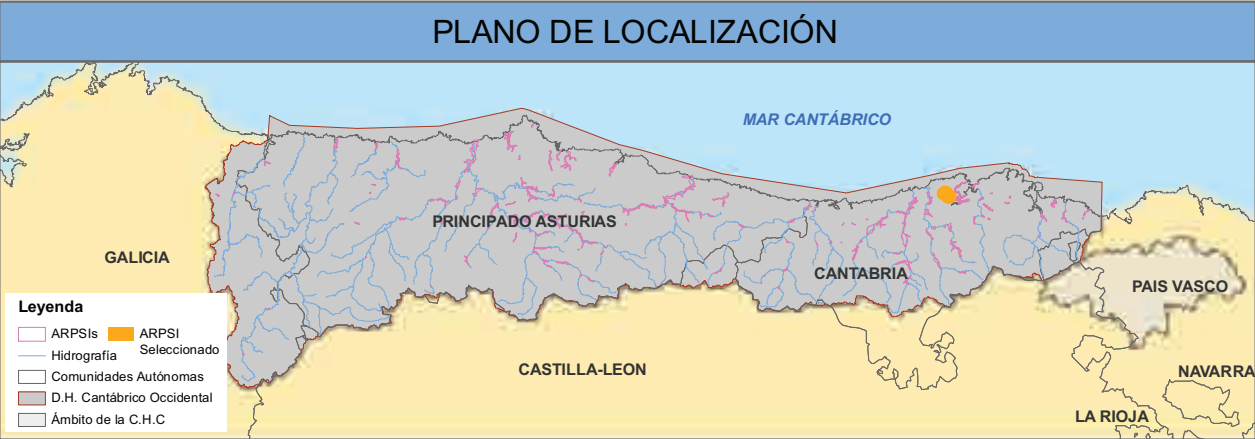 PLANO DE LOCALIZACIÓN
MAR CANTÁBRICO
PRINCIPADO ASTURIAS
GALICIA
CANTABRIA
PAIS VASCO
CASTILLA-LEON
NAVARRA
LA RIOJA
Leyenda
ARPSIs
ARPSI
Seleccionado
Hidrografía
Comunidades Autónomas
D.H. Cantábrico Occidental
Ámbito de la C.H.C